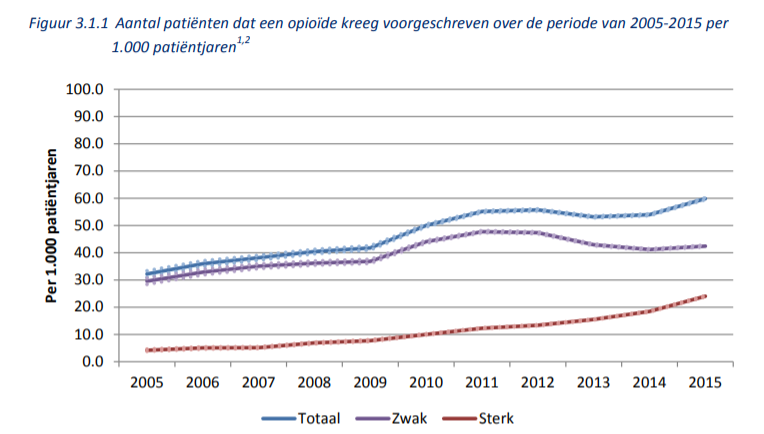 Figuur 3.1.1 Aantal patiënten dat een opioïde kreeg voorgeschreven over de periode van 2005-2015 per
1.000 patiëntjaren1,2
Per 1.000 patiëntjaren
100.0
90.0
80.0
70.0
60.0
50.0
40.0
30.0
20.0
10.0
0.0
2005 2006 2007 2008 2009 2010 2011 2012 2013 2014 2015
Totaal Zwak Sterk